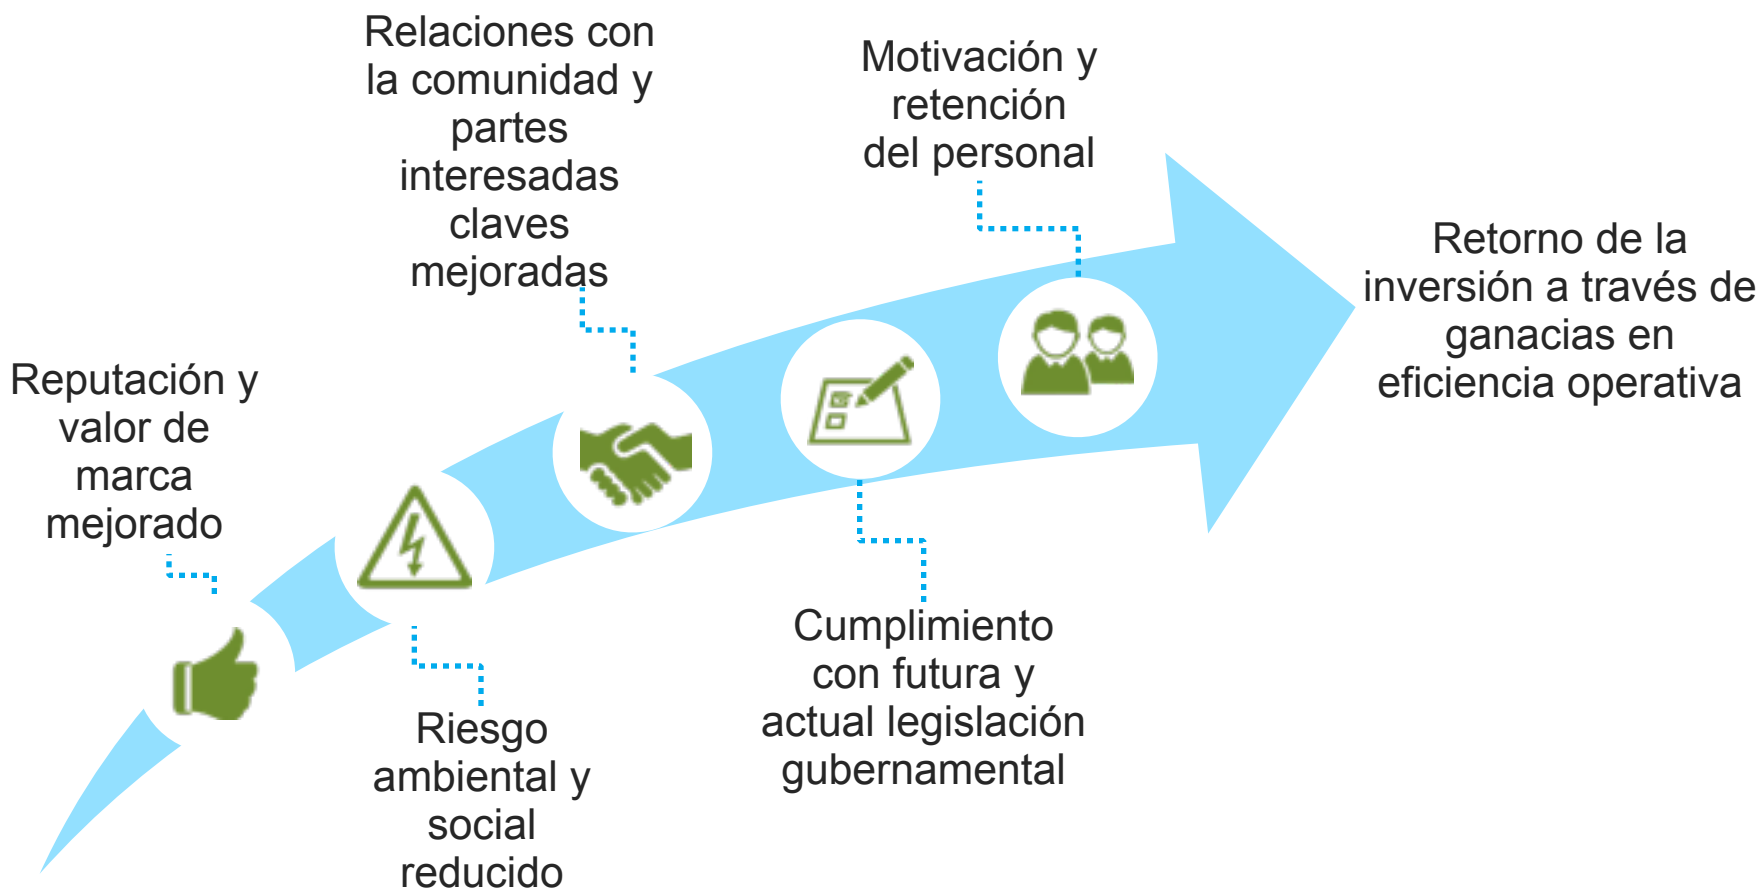 Reputación y
valor de
marca
mejorado
Riesgo
ambiental y
social
reducido
Relaciones con
la comunidad y
partes
interesadas
claves
mejoradas
Cumplimiento
con futura y
actual legislación
gubernamental
Motivación y
retención
del personal
Retorno de la
inversión a través de
ganacias en
eficiencia operativa